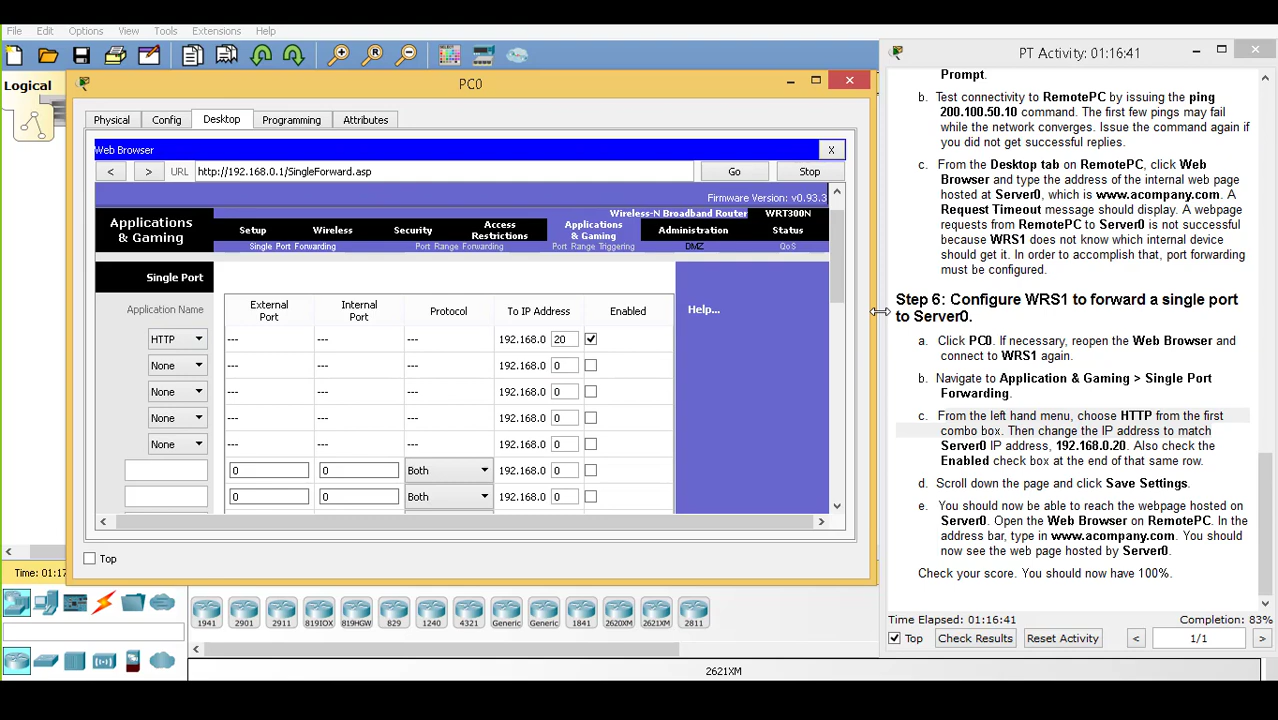 File Edit Options View Tools Extensions Help
Logical
PC0
Physical Config Desktop Programming Attributes
Web Browser X
< > URL http://192.168.0.1/SingleForward.asp Go Stop
Firmware Version: v0.93.3
Wireless-N Broadband Router WRT300N
Applications & Gaming
Setup Wireless Security Access Restrictions Applications & Gaming Administration Status
Single Port Forwarding Port Range Forwarding Port Range Triggering DMZ QoS
Single Port
Application Name External Port Internal Port Protocol To IP Address Enabled Help...
HTTP --- --- --- 192.168.0 20
None --- --- --- 192.168.0 0
None --- --- --- 192.168.0 0
None --- --- --- 192.168.0 0
None --- --- --- 192.168.0 0
0 0 Both 192.168.0 0
0 0 Both 192.168.0 0
Top
Time: 01:17
1941 2901 2911 819IOX 819HGW 829 1240 4321 Generic Generic 1841 2620XM 2621XM 2811
2621XM
PT Activity: 01:16:41
Prompt.
b. Test connectivity to RemotePC by issuing the ping
200.100.50.10 command. The first few pings may fail
while the network converges. Issue the command again if
you did not get successful replies.
c. From the Desktop tab on RemotePC, click Web
Browser and type the address of the internal web page
hosted at Server0, which is www.acompany.com. A
Request Timeout message should display. A webpage
requests from RemotePC to Server0 is not successful
because WRS1 does not know which internal device
should get it. In order to accomplish that, port forwarding
must be configured.
Step 6: Configure WRS1 to forward a single port
to Server0.
a. Click PC0. If necessary, reopen the Web Browser and
connect to WRS1 again.
b. Navigate to Application & Gaming > Single Port
Forwarding.
c. From the left hand menu, choose HTTP from the first
combo box. Then change the IP address to match
Server0 IP address, 192.168.0.20. Also check the
Enabled check box at the end of that same row.
d. Scroll down the page and click Save Settings.
e. You should now be able to reach the webpage hosted on
Server0. Open the Web Browser on RemotePC. In the
address bar, type in www.acompany.com. You should
now see the web page hosted by Server0.
Check your score. You should now have 100%.
Time Elapsed: 01:16:41 Completion: 83%
Top Check Results Reset Activity < 1/1 >